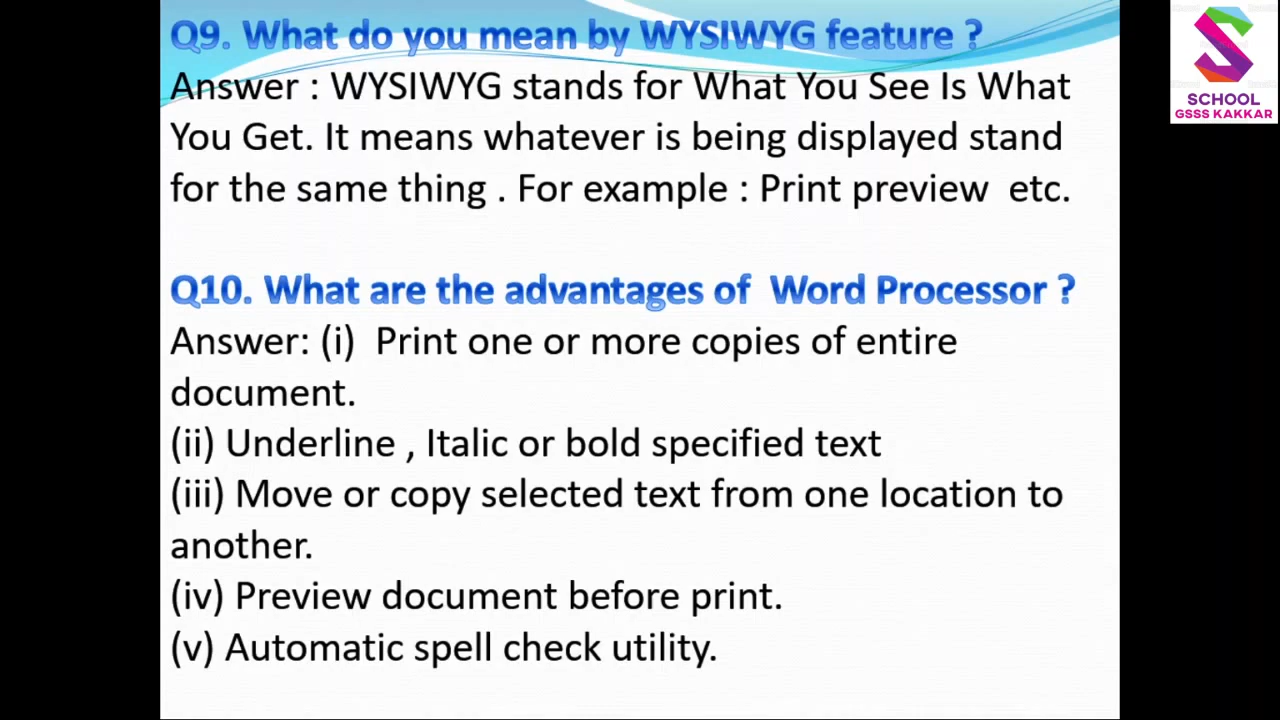 Q9. What do you mean by WYSIWYG feature ?
Answer : WYSIWYG stands for What You See Is What
You Get. It means whatever is being displayed stand
for the same thing . For example : Print preview  etc.
Q10. What are the advantages of  Word Processor ?
Answer: (i)  Print one or more copies of entire
document.
(ii) Underline , Italic or bold specified text
(iii) Move or copy selected text from one location to
another.
(iv) Preview document before print.
(v) Automatic spell check utility.
SCHOOL
GSSS KAKKAR